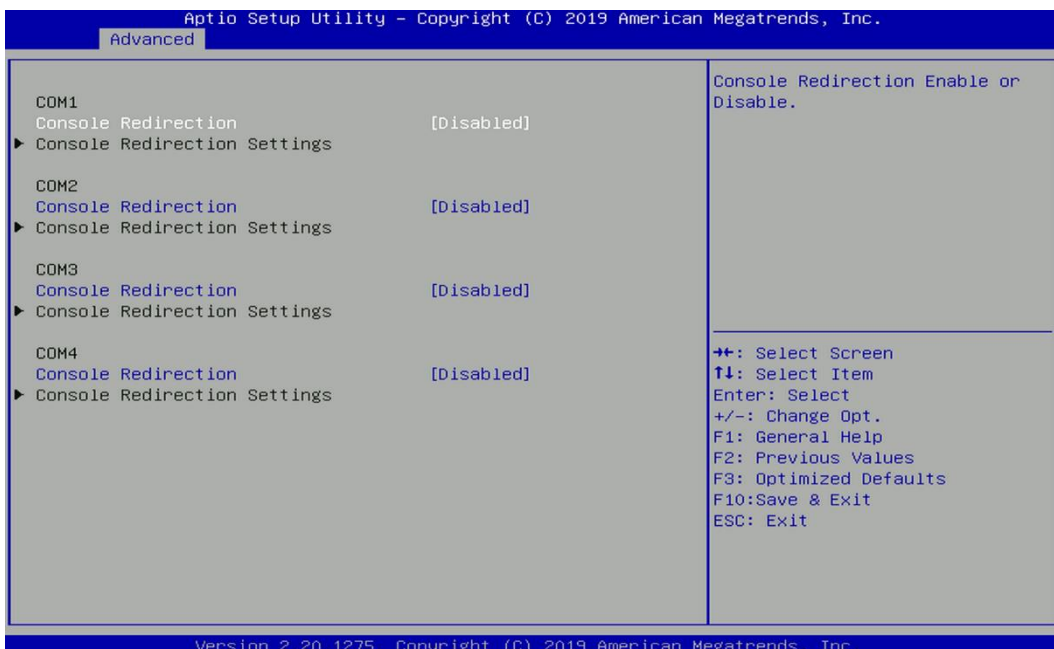 Aptio Setup Utility – Copyright (C) 2019 American Megatrends, Inc.
Advanced
COM1
Console Redirection [Disabled]
► Console Redirection Settings
COM2
Console Redirection [Disabled]
► Console Redirection Settings
COM3
Console Redirection [Disabled]
► Console Redirection Settings
COM4
Console Redirection [Disabled]
► Console Redirection Settings
Console Redirection Enable or
Disable.
→←: Select Screen
↑↓: Select Item
Enter: Select
+/-: Change Opt.
F1: General Help
F2: Previous Values
F3: Optimized Defaults
F10:Save & Exit
ESC: Exit
Version 2.20.1275. Copyright (C) 2019 American Megatrends, Inc.